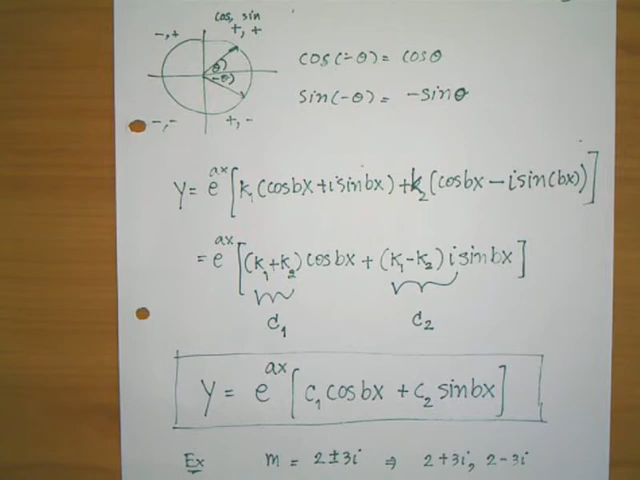 cos, sin
-, +
+, +
θ
-θ
-, -
+, -
cos(-θ) = cosθ
sin(-θ) = -sinθ
y = e^{ax}[k₁(cosbx + isinbx) + k₂(cosbx - isin(bx))]
= e^{ax}[(k₁+k₂)cosbx + (k₁-k₂)isinbx]
C₁ C₂
y = e^{ax}[c₁cosbx + c₂sinbx]
Ex m = 2±3i ⇒ 2+3i, 2-3i